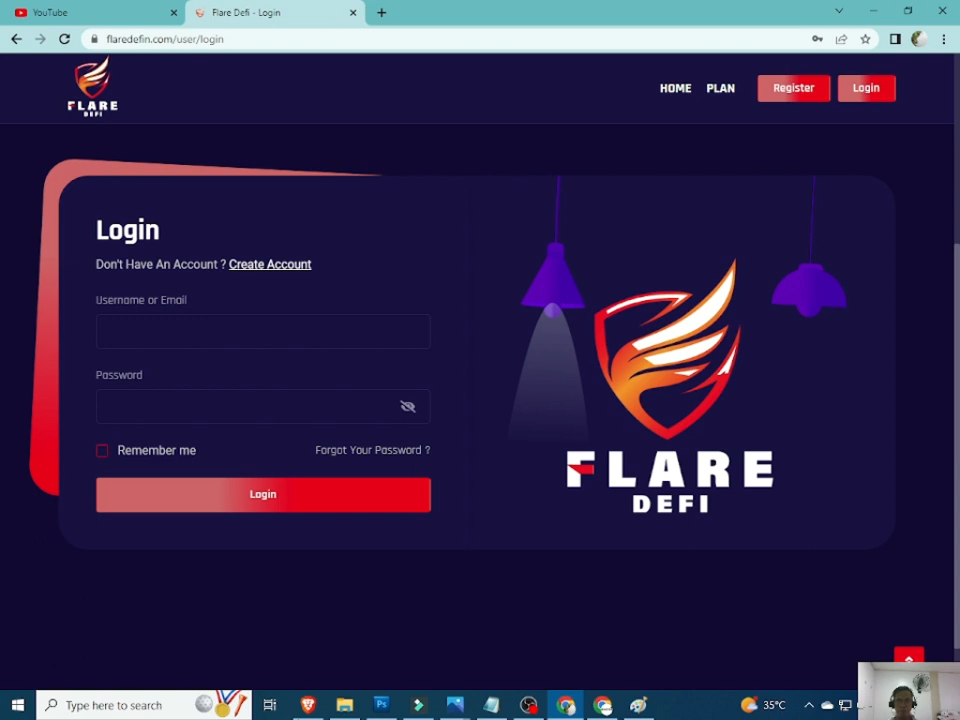 YouTube
Flare Defi - Login
flaredefin.com/user/login
FLARE
DEFI
HOME
PLAN
Register
Login
Login
Don't Have An Account ? Create Account
Username or Email
Password
Remember me
Forgot Your Password ?
Login
FLARE
DEFI
Type here to search
Ps
35°C